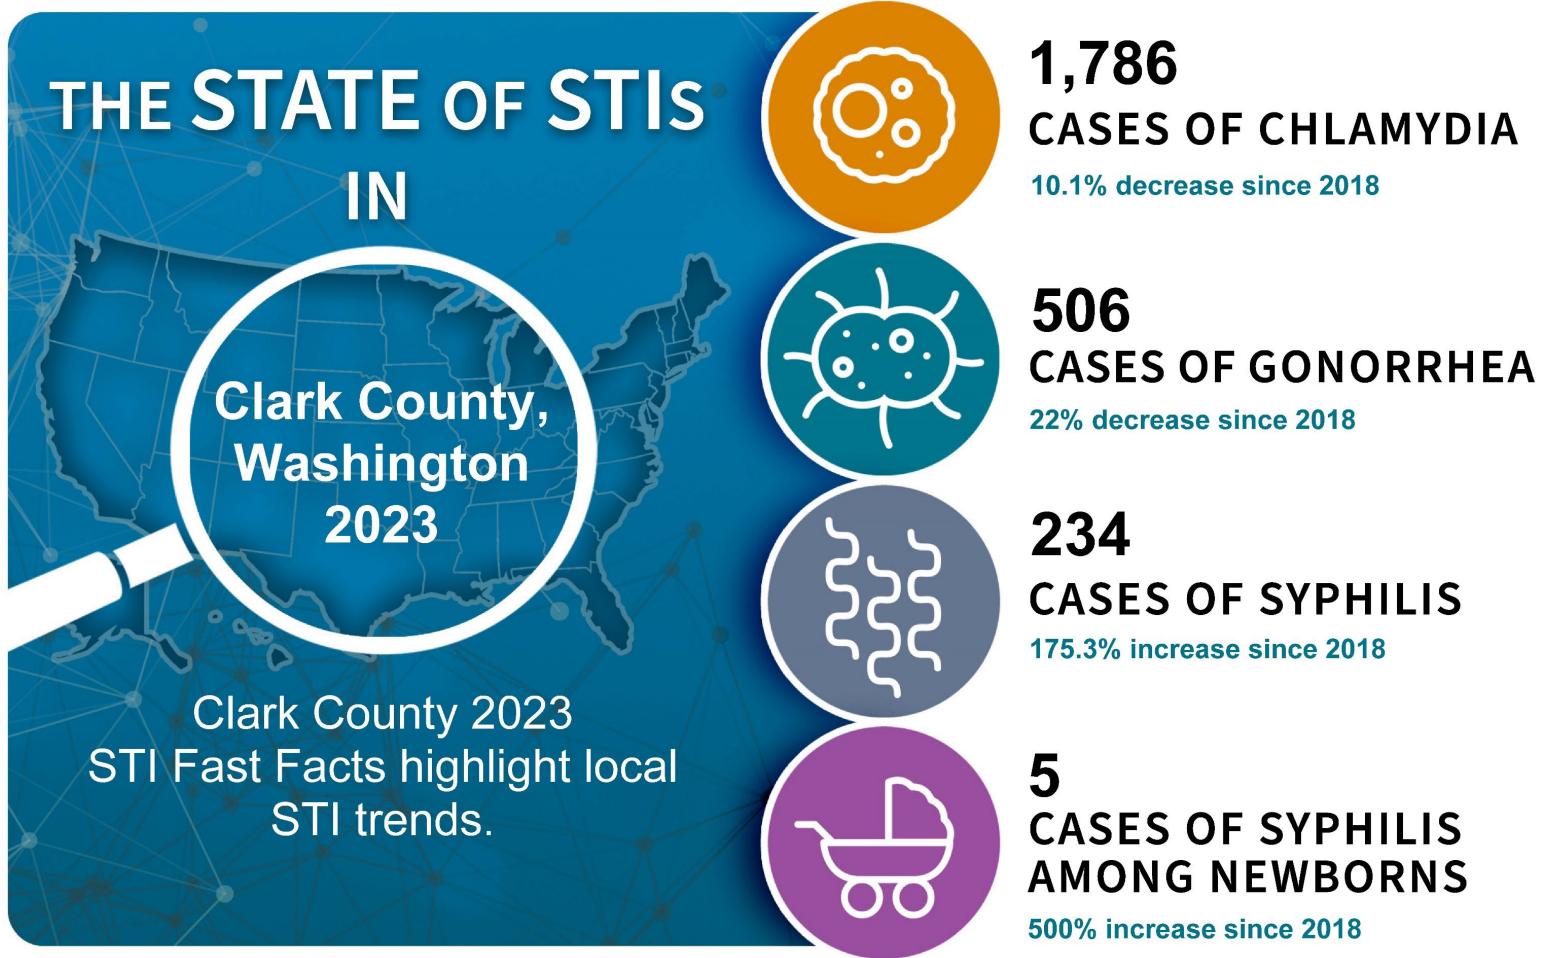 THE STATE OF STIs
IN
Clark County,
Washington
2023
Clark County 2023
STI Fast Facts highlight local
STI trends.
1,786
CASES OF CHLAMYDIA
10.1% decrease since 2018
506
CASES OF GONORRHEA
22% decrease since 2018
234
CASES OF SYPHILIS
175.3% increase since 2018
5
CASES OF SYPHILIS
AMONG NEWBORNS
500% increase since 2018